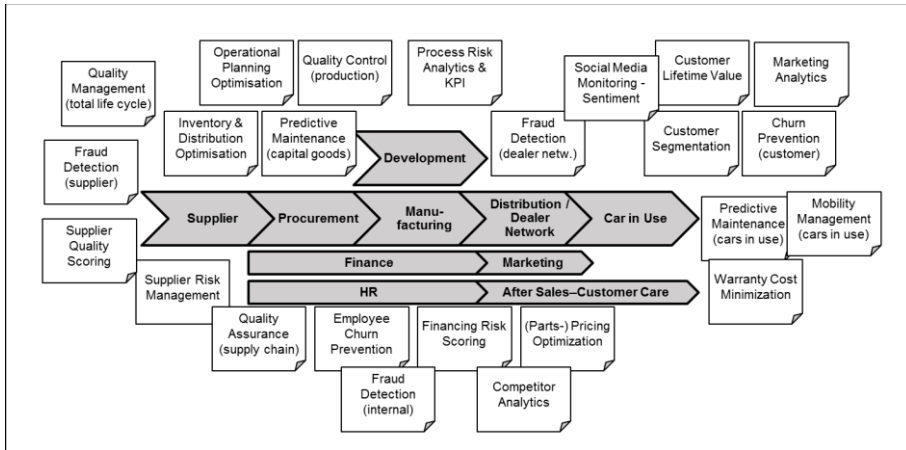 Quality
Management
(total life cycle)
Operational
Planning
Optimisation
Quality Control
(production)
Process Risk
Analytics &
KPI
Social Media
Monitoring -
Sentiment
Customer
Lifetime Value
Marketing
Analytics
Fraud
Detection
(supplier)
Inventory &
Distribution
Optimisation
Predictive
Maintenance
(capital goods)
Development
Fraud
Detection
(dealer netw.)
Customer
Segmentation
Churn
Prevention
(customer)
Supplier
Quality
Scoring
Supplier
Procurement
Manu-
facturing
Distribution /
Dealer
Network
Car in Use
Predictive
Maintenance
(cars in use)
Mobility
Management
(cars in use)
Finance
Marketing
Supplier Risk
Management
HR
After Sales–Customer Care
Warranty Cost
Minimization
Quality
Assurance
(supply chain)
Employee
Churn
Prevention
Financing Risk
Scoring
(Parts-) Pricing
Optimization
Fraud
Detection
(internal)
Competitor
Analytics